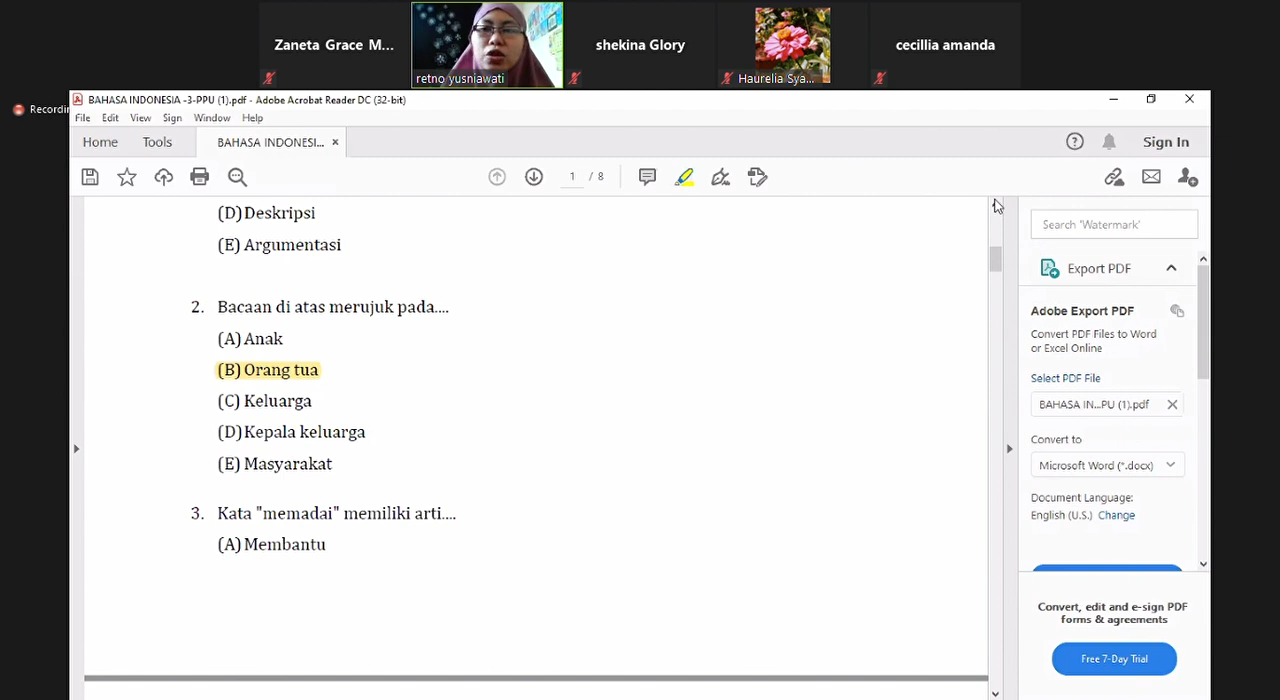 Zaneta Grace M...
retno yusniawati
shekina Glory
Haurelia Sya...
cecillia amanda
Recordin
BAHASA INDONESIA -3-PPU (1).pdf - Adobe Acrobat Reader DC (32-bit)
File Edit View Sign Window Help
Home Tools BAHASA INDONESI... × Sign In
1 / 8
(D) Deskripsi
(E) Argumentasi
2. Bacaan di atas merujuk pada....
(A) Anak
(B) Orang tua
(C) Keluarga
(D) Kepala keluarga
(E) Masyarakat
3. Kata "memadai" memiliki arti....
(A) Membantu
Search 'Watermark'
Export PDF
Adobe Export PDF
Convert PDF Files to Word
or Excel Online
Select PDF File
BAHASA IN...PU (1).pdf
Convert to
Microsoft Word (*.docx)
Document Language:
English (U.S.) Change
Convert, edit and e-sign PDF
forms & agreements
Free 7-Day Trial